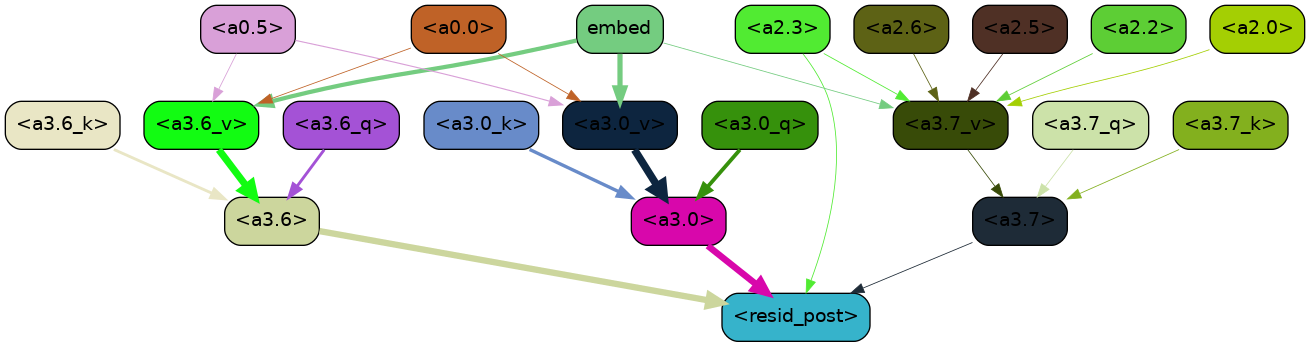 <a0.5> <a0.0> embed <a2.3> <a2.6> <a2.5> <a2.2> <a2.0>
<a3.6_k> <a3.6_v> <a3.6_q> <a3.0_k> <a3.0_v> <a3.0_q> <a3.7_v> <a3.7_q> <a3.7_k>
<a3.6> <a3.0> <a3.7>
<resid_post>